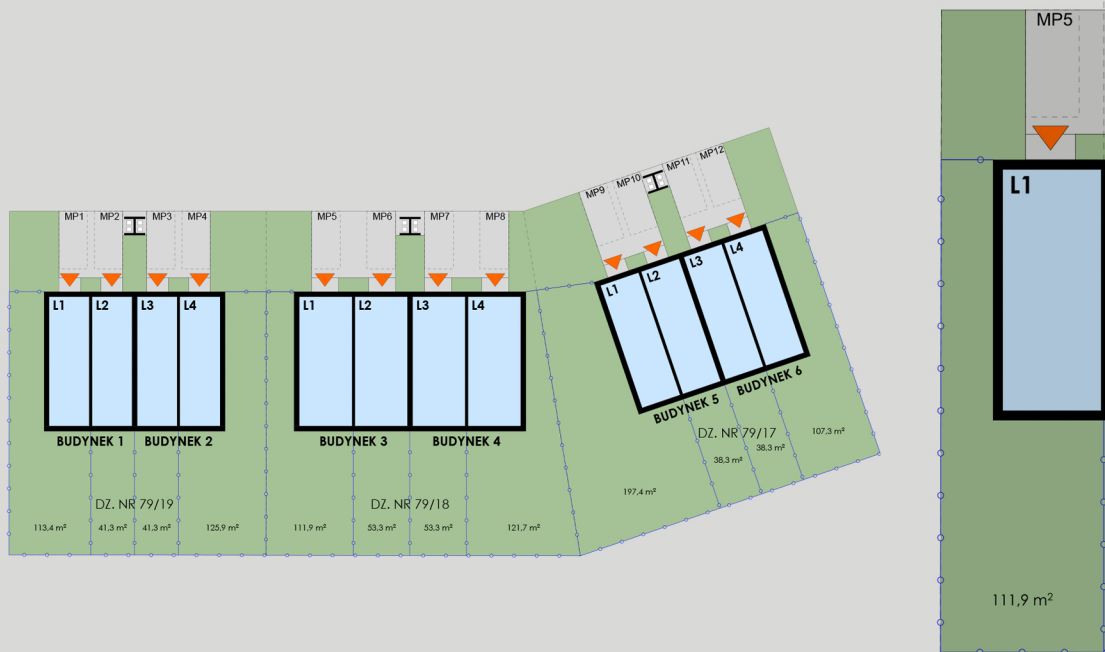 MP1 MP2 MP3 MP4
L1 L2 L3 L4
BUDYNEK 1 BUDYNEK 2
DZ. NR 79/19
113,4 m² 41,3 m² 41,3 m² 125,9 m²
MP5 MP6 MP7 MP8
L1 L2 L3 L4
BUDYNEK 3 BUDYNEK 4
DZ. NR 79/18
111,9 m² 53,3 m² 53,3 m² 121,7 m²
MP9 MP10 MP11 MP12
L1 L2 L3 L4
BUDYNEK 5 BUDYNEK 6
DZ. NR 79/17
197,4 m² 38,3 m² 38,3 m² 107,3 m²
MP5
L1
111,9 m²